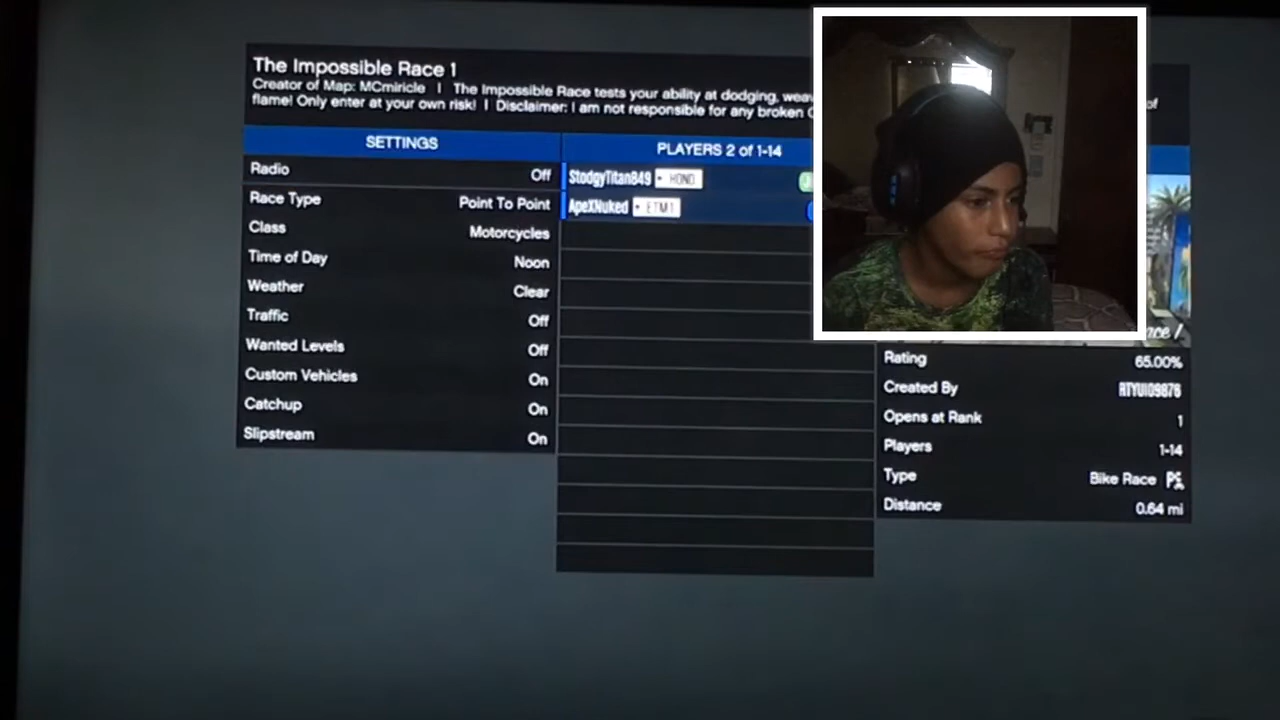 The Impossible Race 1
Creator of Map: MCmiricle | The Impossible Race tests your ability at dodging,
flame! Only enter at your own risk! | Disclaimer: I am not responsible for any broken
of
SETTINGS
Radio Off
Race Type Point To Point
Class Motorcycles
Time of Day Noon
Weather Clear
Traffic Off
Wanted Levels Off
Custom Vehicles On
Catchup On
Slipstream On
PLAYERS 2 of 1-14
StodgyTitan849 HOND
ApeXNuked ETM1
Rating 65.00%
Created By RTYUIO9876
Opens at Rank 1
Players 1-14
Type Bike Race
Distance 0.64 mi